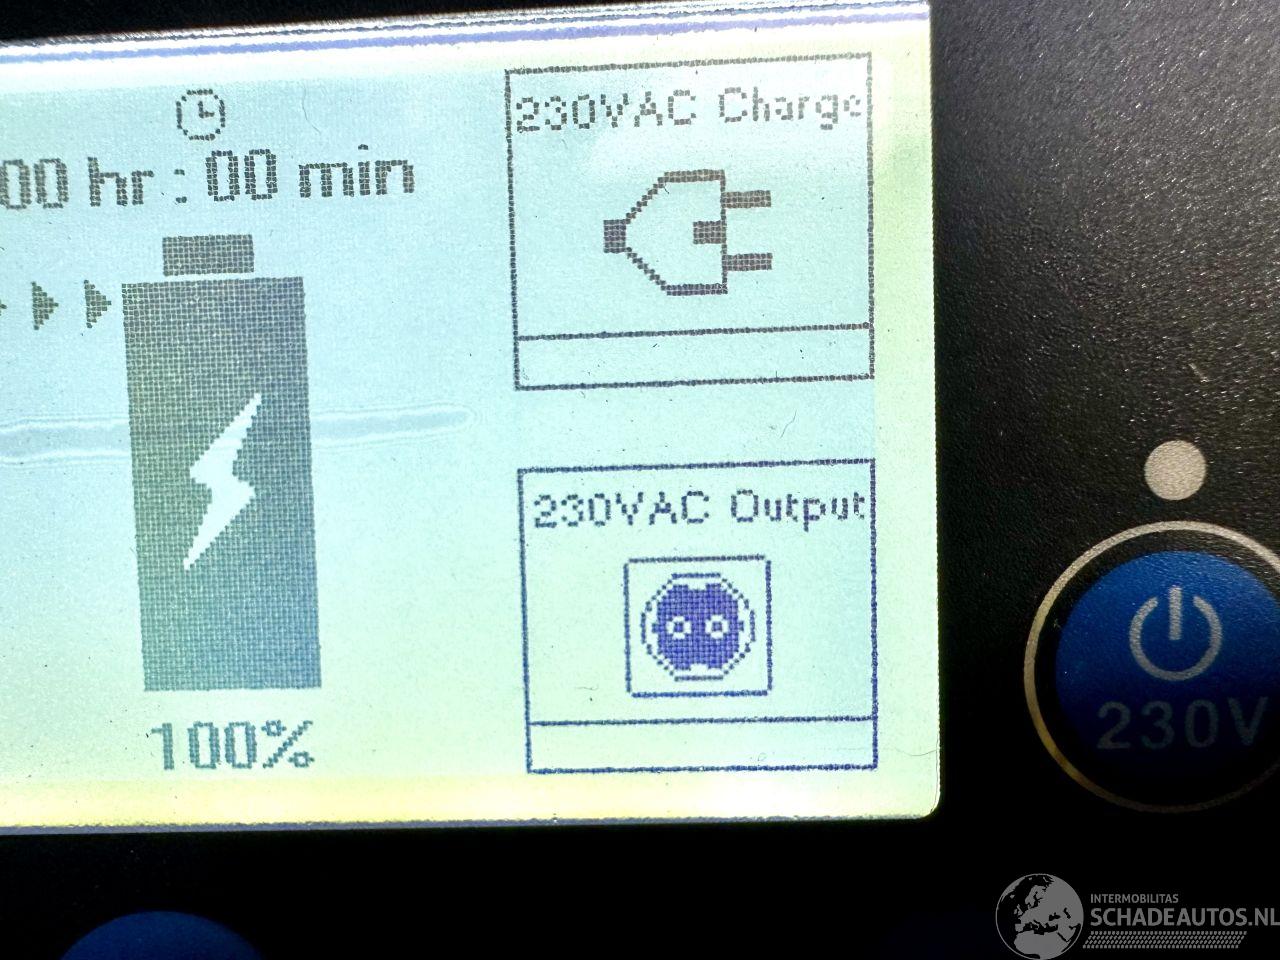 00 hr : 00 min
100%
230VAC Charge
230VAC Output
230V
INTERMOBILITAS
SCHADEAUTOS.NL